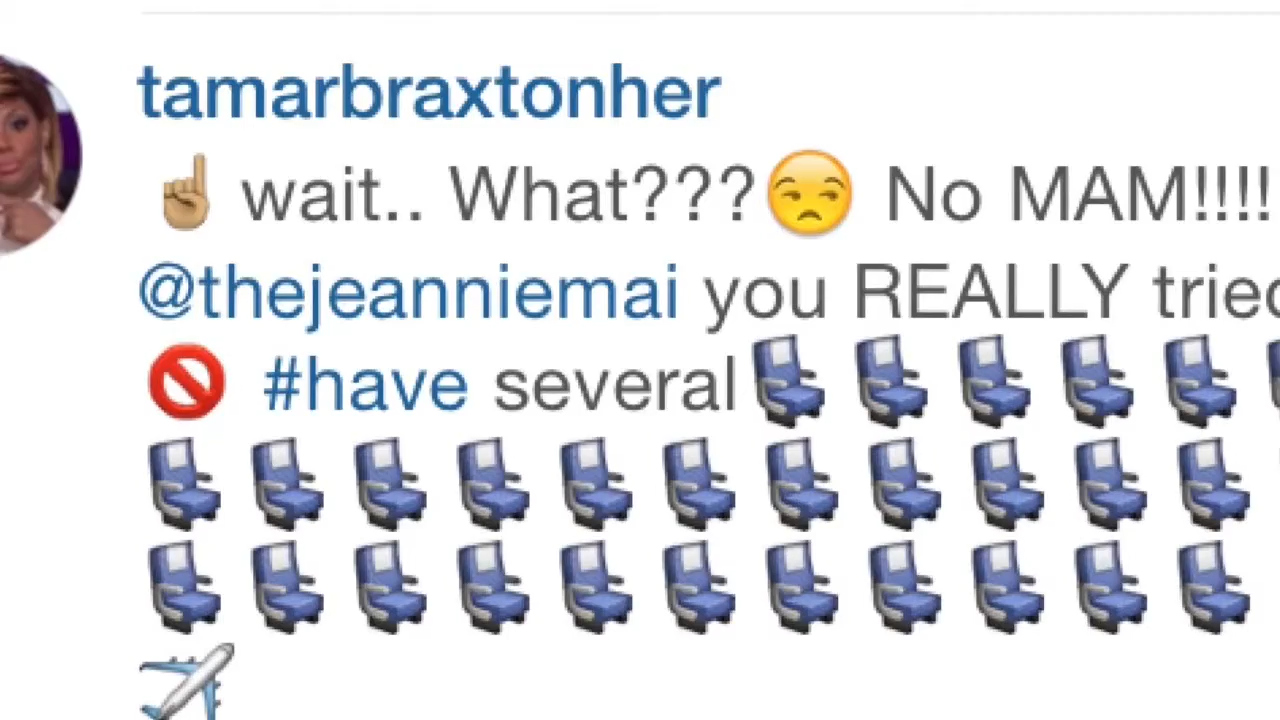 tamarbraxtonher
☝🏽 wait.. What???😒 No MAM!!!!
@thejeanniemai you REALLY tried
🚫 #have several💺💺💺💺💺💺
💺💺💺💺💺💺💺💺💺💺💺
💺💺💺💺💺💺💺💺💺💺💺
✈️